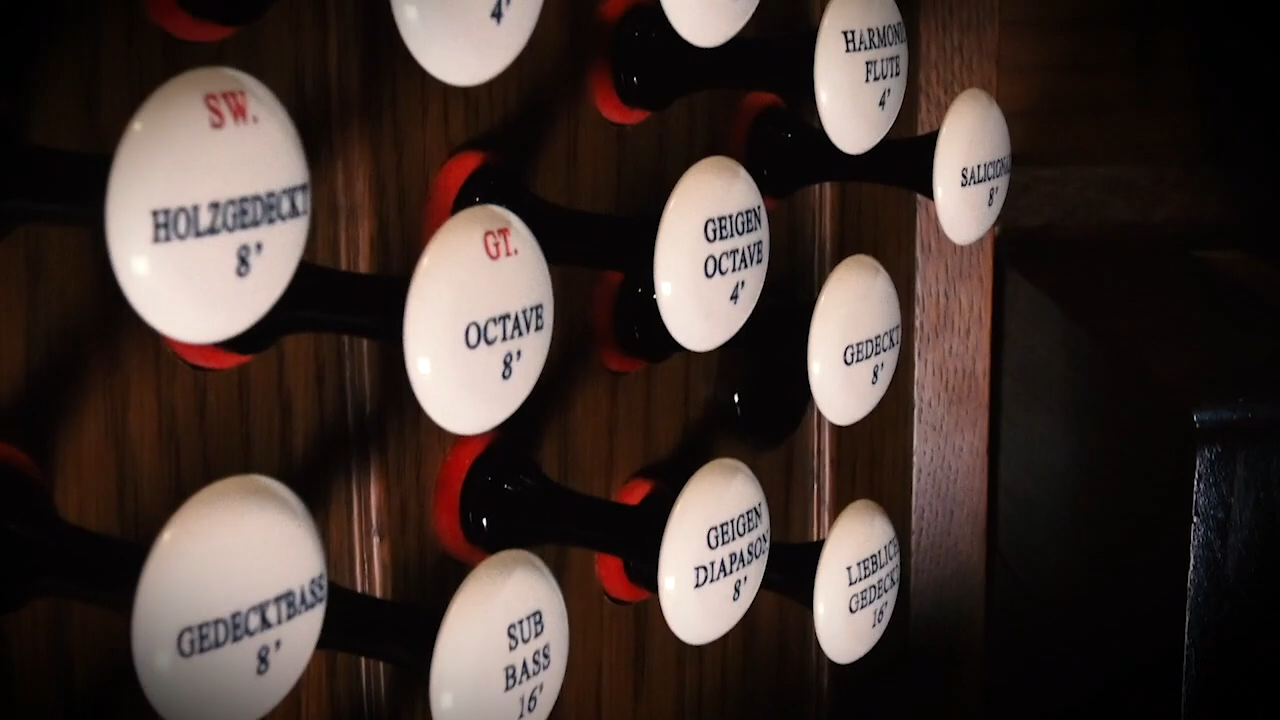 4'
HARMONI
FLUTE
4'
SALICIONAL
8'
SW.
HOLZGEDECKT
8'
GT.
OCTAVE
8'
GEIGEN
OCTAVE
4'
GEDECKT
8'
GEDECKTBASS
8'
SUB
BASS
16'
GEIGEN
DIAPASON
8'
LIEBLICH
GEDECKT
16'